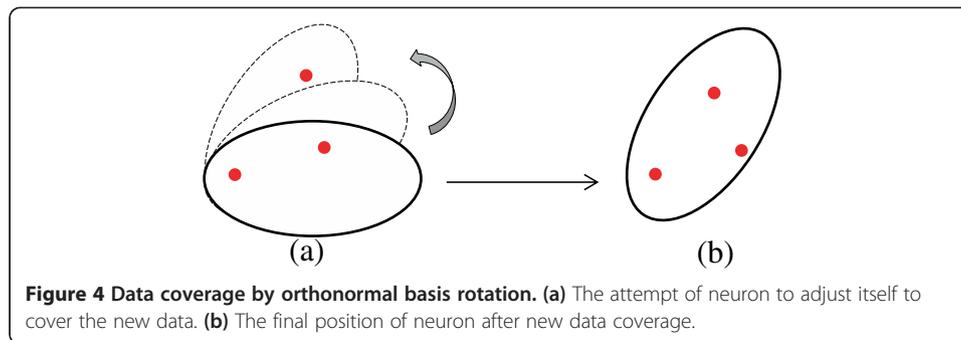 (a)
(b)
Figure 4 Data coverage by orthonormal basis rotation. (a) The attempt of neuron to adjust itself to
cover the new data. (b) The final position of neuron after new data coverage.